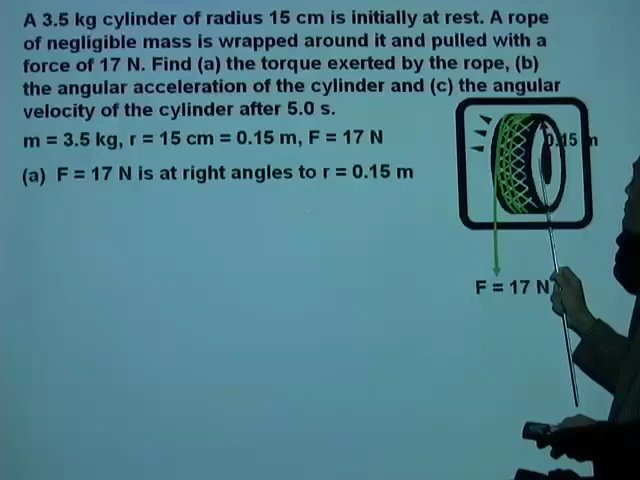 A 3.5 kg cylinder of radius 15 cm is initially at rest. A rope
of negligible mass is wrapped around it and pulled with a
force of 17 N. Find (a) the torque exerted by the rope, (b)
the angular acceleration of the cylinder and (c) the angular
velocity of the cylinder after 5.0 s.
m = 3.5 kg, r = 15 cm = 0.15 m, F = 17 N
0.15 m
(a) F = 17 N is at right angles to r = 0.15 m
F = 17 N